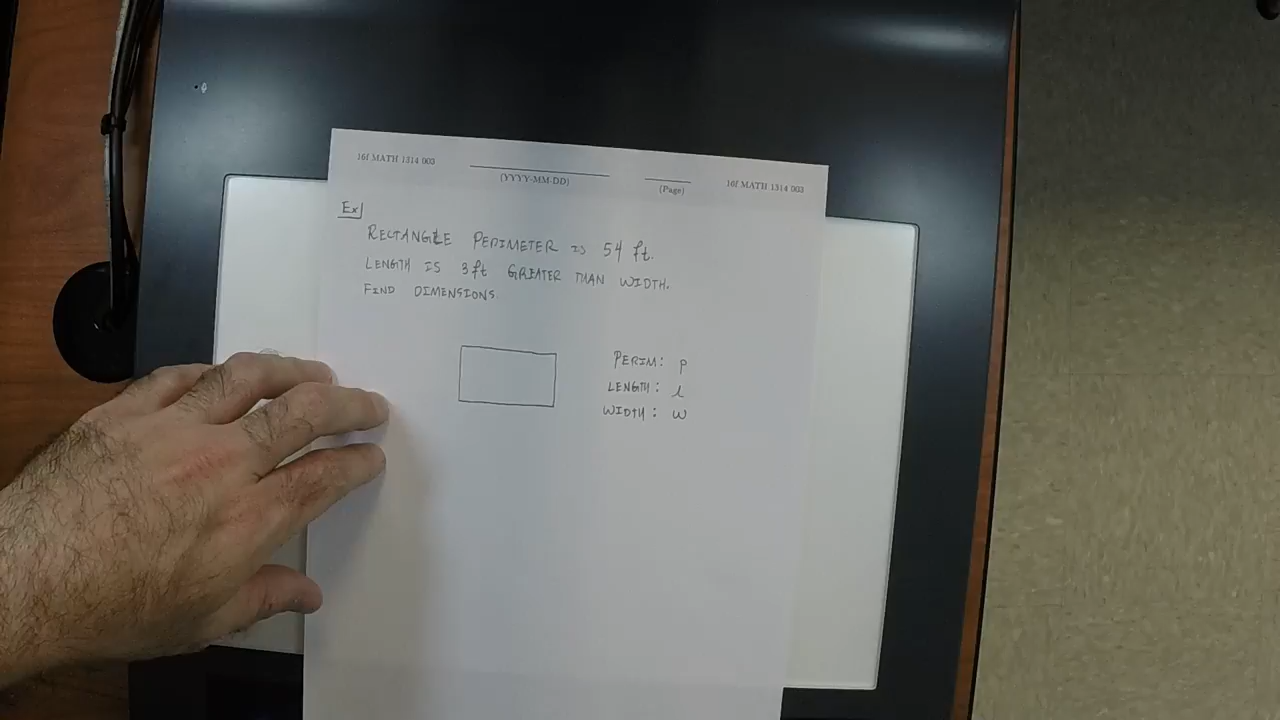 16f MATH 1314 003 (YYYY-MM-DD) (Page) 16f MATH 1314 003
Ex
RECTANGLE PERIMETER IS 54 ft.
LENGTH IS 3ft GREATER THAN WIDTH.
FIND DIMENSIONS.
PERIM: p
LENGTH: l
WIDTH: w